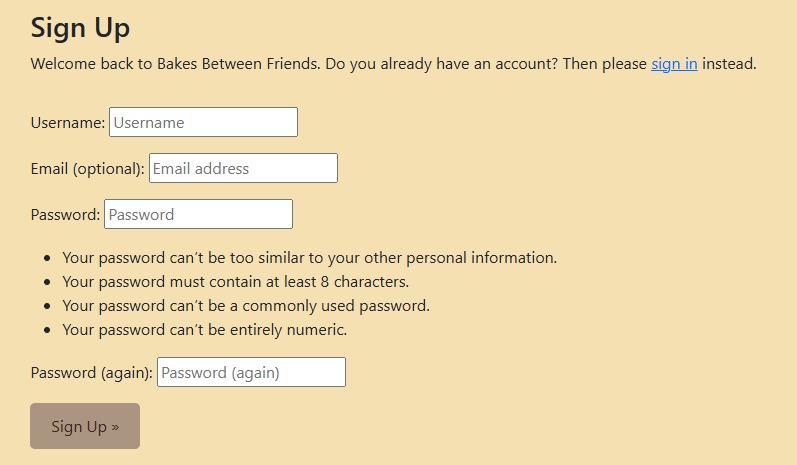 Sign Up
Welcome back to Bakes Between Friends. Do you already have an account? Then please sign in instead.
Username: Username
Email (optional): Email address
Password: Password
• Your password can’t be too similar to your other personal information.
• Your password must contain at least 8 characters.
• Your password can’t be a commonly used password.
• Your password can’t be entirely numeric.
Password (again): Password (again)
Sign Up »